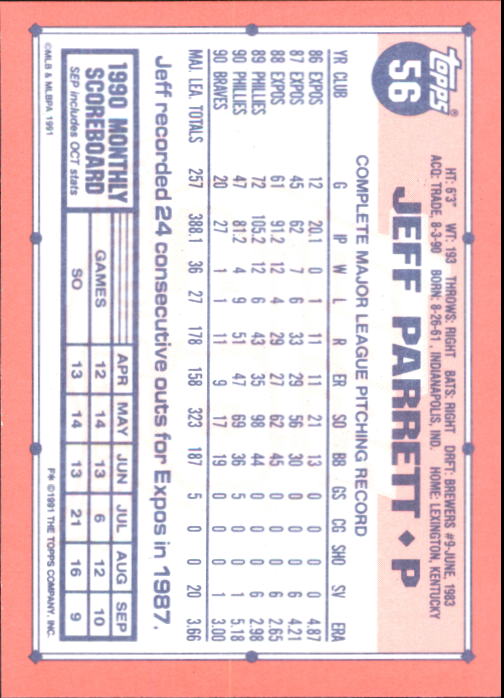 topps®
56
HT: 6'3" WT: 193 THROWS: RIGHT BATS: RIGHT DRFT: BREWERS #9-JUNE, 1983
ACQ: TRADE, 8-3-90 BORN: 8-26-61, INDIANAPOLIS, IND. HOME: LEXINGTON, KENTUCKY
JEFF PARRETT ♦ P
COMPLETE MAJOR LEAGUE PITCHING RECORD
YR CLUB G IP W L R ER SO BB GS CG SHO SV ERA
86 EXPOS 12 20.1 0 1 11 11 21 13 0 0 0 0 4.87
87 EXPOS 45 62 7 6 33 29 56 30 0 0 0 6 4.21
88 EXPOS 61 91.2 12 4 29 27 62 45 0 0 0 6 2.65
89 PHILLIES 72 105.2 12 6 43 35 98 44 0 0 0 6 2.98
90 PHILLIES 47 81.2 4 9 51 47 69 36 5 0 0 1 5.18
90 BRAVES 20 27 1 1 11 9 17 19 0 0 0 1 3.00
MAJ. LEA. TOTALS 257 388.1 36 27 178 158 323 187 5 0 0 20 3.66
Jeff recorded 24 consecutive outs for Expos in 1987.
1990 MONTHLY
SCOREBOARD
SEP includes OCT stats
APR MAY JUN JUL AUG SEP
GAMES 12 14 13 6 12 10
SO 13 14 13 21 16 9
©MLB & MLBPA 1991
F* ©1991 THE TOPPS COMPANY, INC.